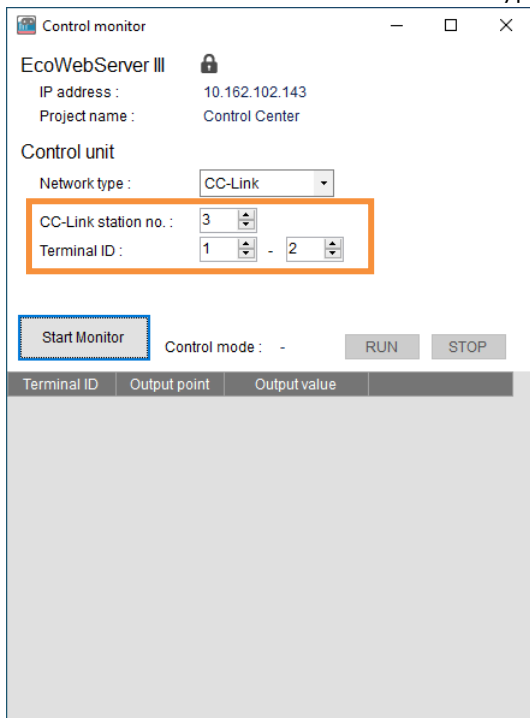 Control monitor
EcoWebServer III
IP address : 10.162.102.143
Project name : Control Center
Control unit
Network type : CC-Link
CC-Link station no. : 3
Terminal ID : 1 - 2
Start Monitor Control mode : - RUN STOP
Terminal ID Output point Output value